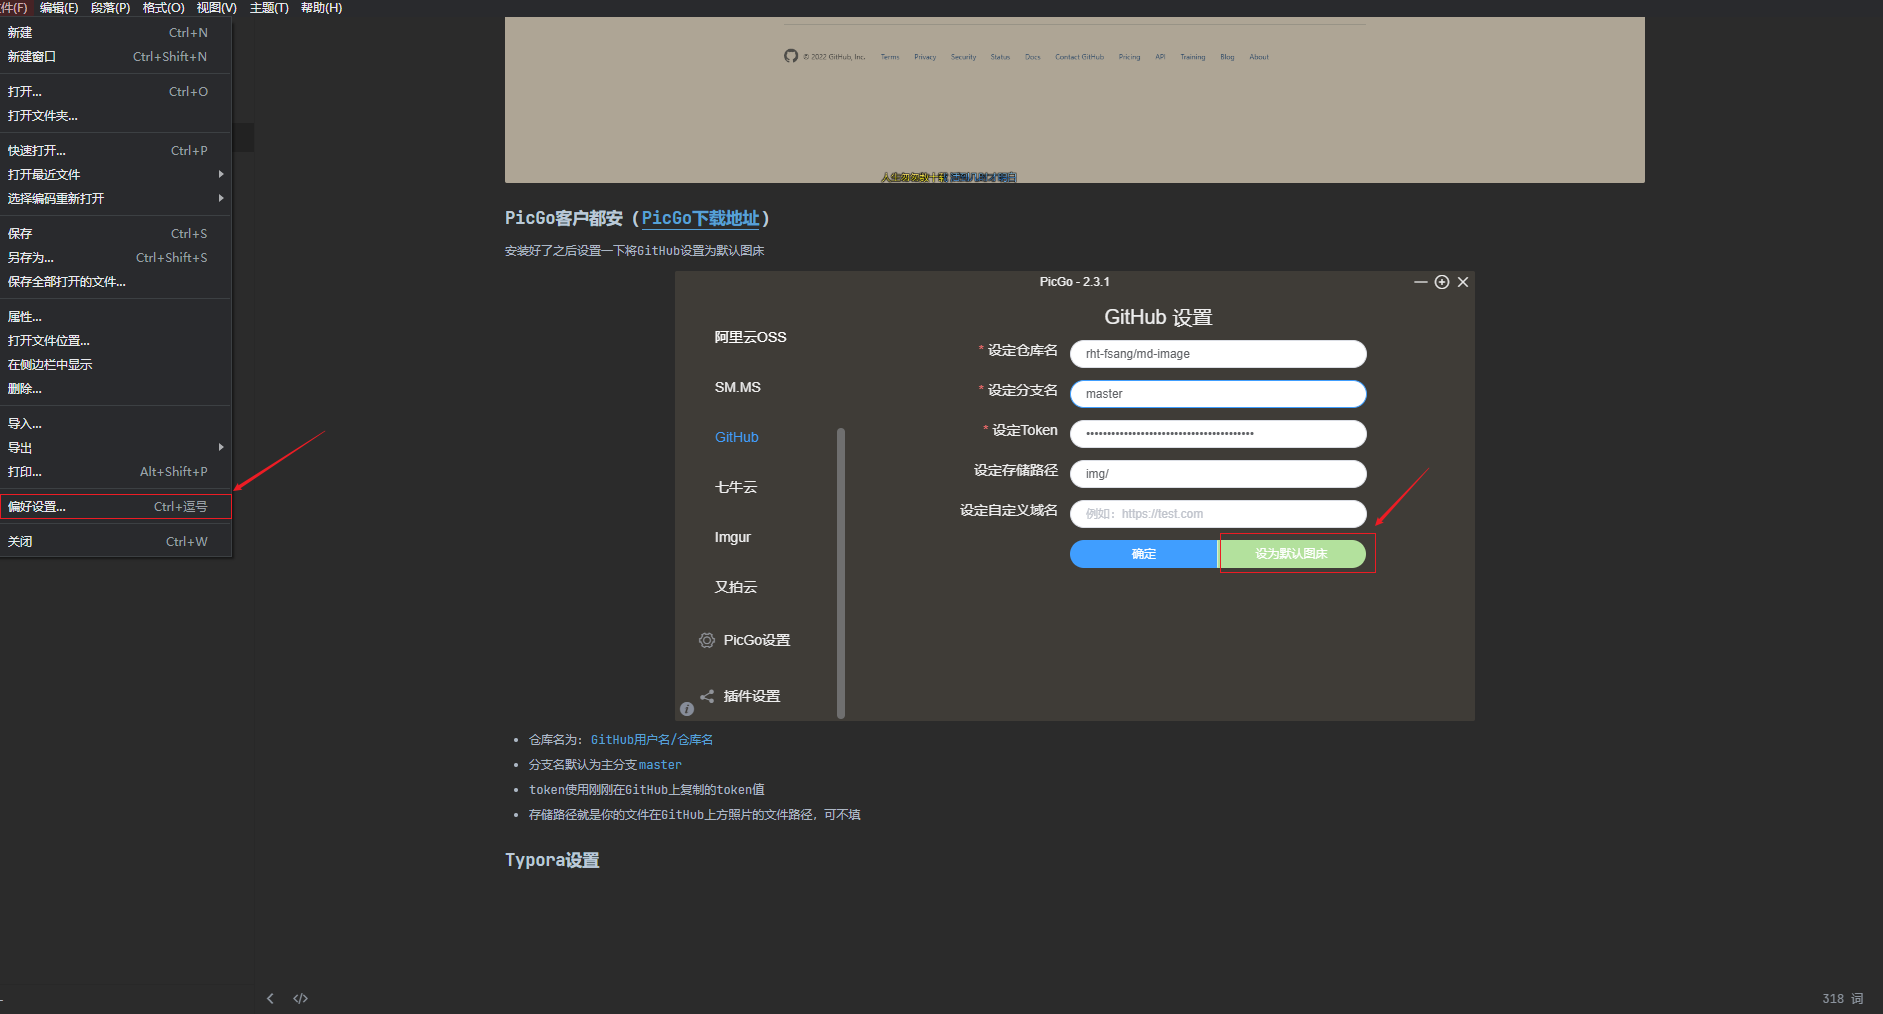 件(F) 编辑(E) 段落(P) 格式(O) 视图(V) 主题(T) 帮助(H)
新建 Ctrl+N
新建窗口 Ctrl+Shift+N
打开... Ctrl+O
打开文件夹...
快速打开... Ctrl+P
打开最近文件
选择编码重新打开
保存 Ctrl+S
另存为... Ctrl+Shift+S
保存全部打开的文件...
属性...
打开文件位置...
在侧边栏中显示
删除...
导入...
导出
打印... Alt+Shift+P
偏好设置... Ctrl+逗号
关闭 Ctrl+W
© 2022 GitHub, Inc. Terms Privacy Security Status Docs Contact GitHub Pricing API Training Blog About
PicGo客户都安（PicGo下载地址）
安装好了之后设置一下将GitHub设置为默认图床
PicGo - 2.3.1
阿里云OSS
SM.MS
GitHub
七牛云
Imgur
又拍云
PicGo设置
插件设置
GitHub 设置
* 设定仓库名 rht-fsang/md-image
* 设定分支名 master
* 设定Token ••••••••••••••••••••••••••••••••••••••••
设定存储路径 img/
设定自定义域名 例如：https://test.com
确定 设为默认图床
仓库名为：GitHub用户名/仓库名
分支名默认为主分支master
token使用刚刚在GitHub上复制的token值
存储路径就是你的文件在GitHub上方照片的文件路径，可不填
Typora设置
318 词